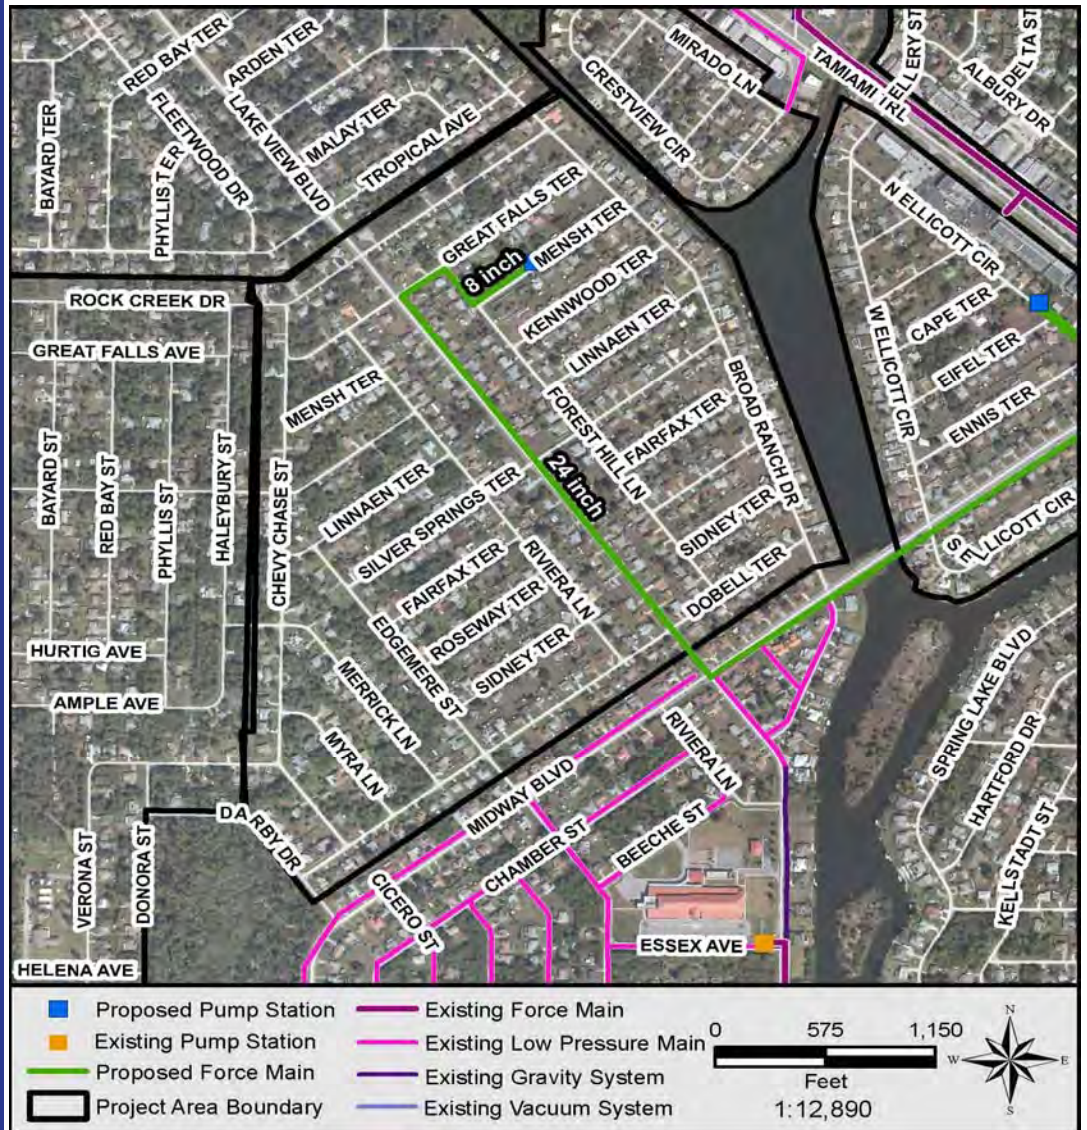 RED BAY TER
ARDEN TER
MIRADO LN
ELLERY ST
DELTA ST
TAMIAMI TRL
ALBURY DR
CRESTVIEW CIR
BAYARD TER
FLEETWOOD DR
LAKE VIEW BLVD
MALAY TER
TROPICAL AVE
PHYLLIS TER
N ELLICOTT CIR
GREAT FALLS TER
MENSH TER
8 inch
KENNWOOD TER
ROCK CREEK DR
CAPE TER
W ELLICOTT CIR
LINNAEN TER
EIFEL TER
GREAT FALLS AVE
MENSH TER
BROAD RANCH DR
FOREST HILL LN
FAIRFAX TER
ENNIS TER
BAYARD ST
RED BAY ST
PHYLLIS ST
HALEYBURY ST
CHEVY CHASE ST
LINNAEN TER
24 inch
SILVER SPRINGS TER
SIDNEY TER
S ELLICOTT CIR
RIVIERA LN
FAIRFAX TER
DOBELL TER
ROSEWAY TER
HURTIG AVE
EDGEMERE ST
SIDNEY TER
AMPLE AVE
MERRICK LN
SPRING LAKE BLVD
RIVIERA LN
MYRA LN
HARTFORD DR
MIDWAY BLVD
DARBY DR
BEECHE ST
CHAMBER ST
KELLSTADT ST
VERONA ST
DONORA ST
CICERO ST
ESSEX AVE
HELENA AVE
Proposed Pump Station
Existing Pump Station
Proposed Force Main
Project Area Boundary
Existing Force Main
Existing Low Pressure Main
Existing Gravity System
Existing Vacuum System
0 575 1,150
Feet
1:12,890
N
W E
S